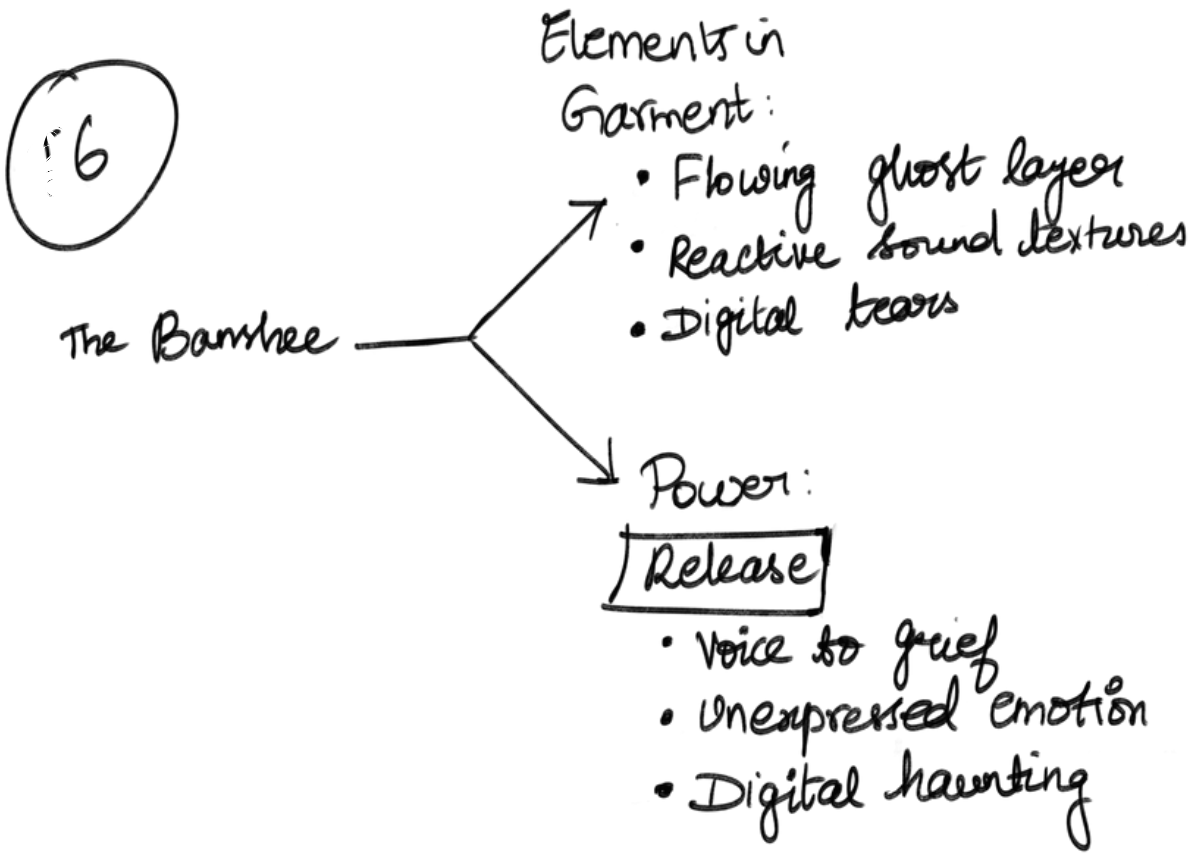 6
Elements in
Garment:
• Flowing ghost layer
• Reactive sound textures
• Digital tears
The Banshee
Power:
Release
• Voice to grief
• Unexpressed emotion
• Digital haunting